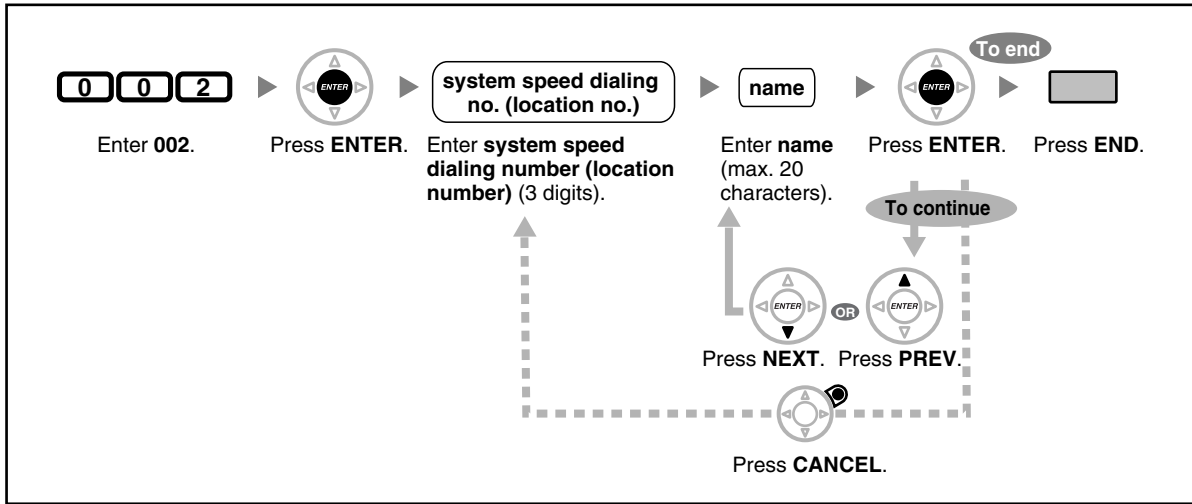 To end
0 0 2
ENTER
system speed dialing
no. (location no.)
name
ENTER
Enter 002.
Press ENTER.
Enter system speed
dialing number (location
number) (3 digits).
Enter name
(max. 20
characters).
Press ENTER.
Press END.
To continue
ENTER
OR
ENTER
Press NEXT.
Press PREV.
Press CANCEL.